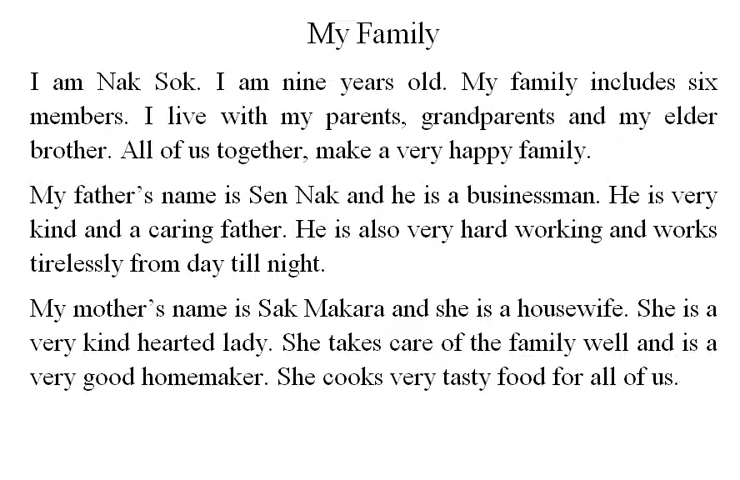 My Family
I am Nak Sok. I am nine years old. My family includes six
members. I live with my parents, grandparents and my elder
brother. All of us together, make a very happy family.
My father’s name is Sen Nak and he is a businessman. He is very
kind and a caring father. He is also very hard working and works
tirelessly from day till night.
My mother’s name is Sak Makara and she is a housewife. She is a
very kind hearted lady. She takes care of the family well and is a
very good homemaker. She cooks very tasty food for all of us.